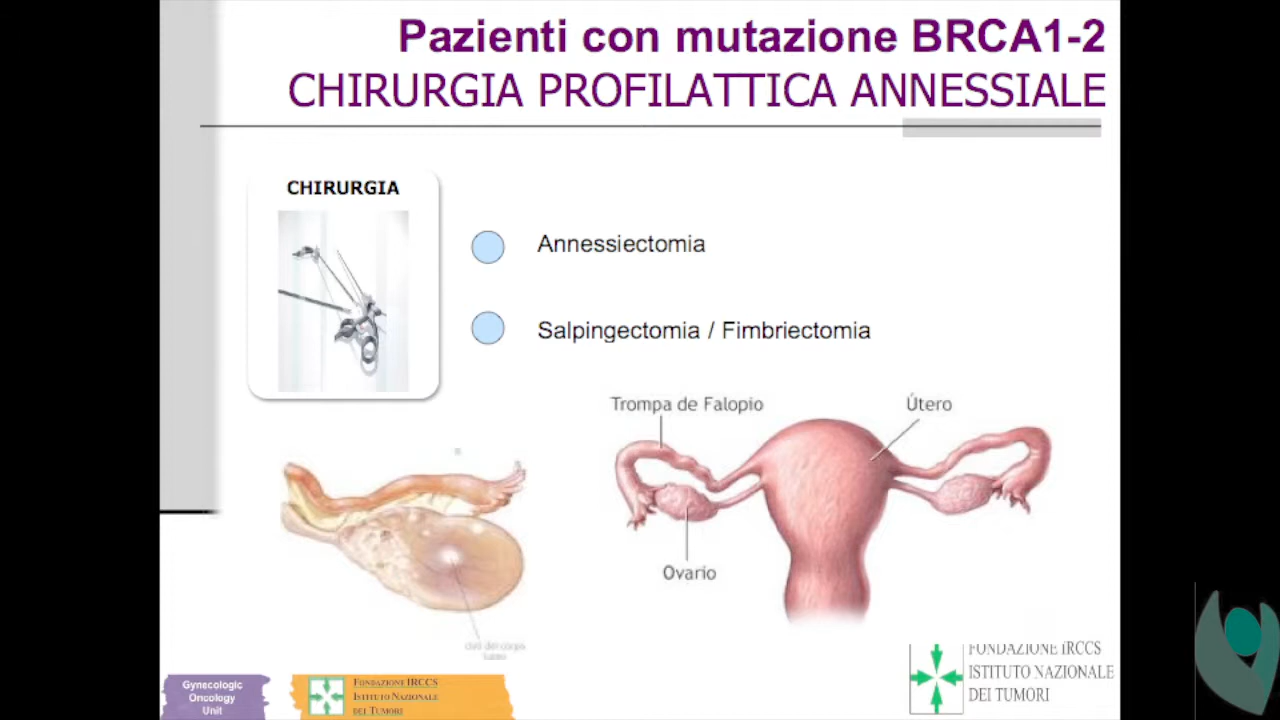 Pazienti con mutazione BRCA1-2
CHIRURGIA PROFILATTICA ANNESSIALE
CHIRURGIA
Annessiectomia
Salpingectomia / Fimbriectomia
Trompa de Falopio
Útero
Ovario
Gynecologic
Oncology
Unit
FONDAZIONE IRCCS
ISTITUTO NAZIONALE
DEI TUMORI
FONDAZIONE IRCCS
ISTITUTO NAZIONALE
DEI TUMORI